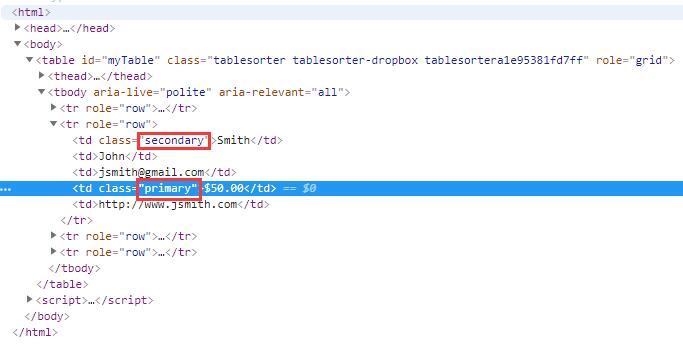 <html>
▶<head>…</head>
▼<body>
▼<table id="myTable" class="tablesorter tablesorter-dropbox tablesortera1e95381fd7ff" role="grid">
▶<thead>…</thead>
▼<tbody aria-live="polite" aria-relevant="all">
▶<tr role="row">…</tr>
▼<tr role="row">
<td class="secondary">Smith</td>
<td>John</td>
<td>jsmith@gmail.com</td>
… <td class="primary">$50.00</td> == $0
<td>http://www.jsmith.com</td>
</tr>
▶<tr role="row">…</tr>
▶<tr role="row">…</tr>
</tbody>
</table>
▶<script>…</script>
</body>
</html>